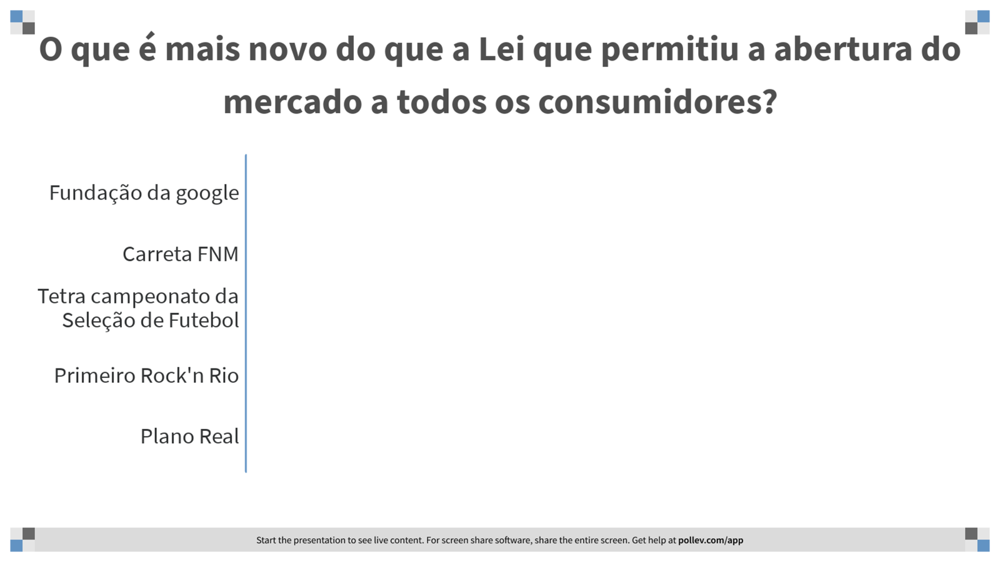 O que é mais novo do que a Lei que permitiu a abertura do
mercado a todos os consumidores?
Fundação da google
Carreta FNM
Tetra campeonato da
Seleção de Futebol
Primeiro Rock'n Rio
Plano Real
Start the presentation to see live content. For screen share software, share the entire screen. Get help at pollev.com/app